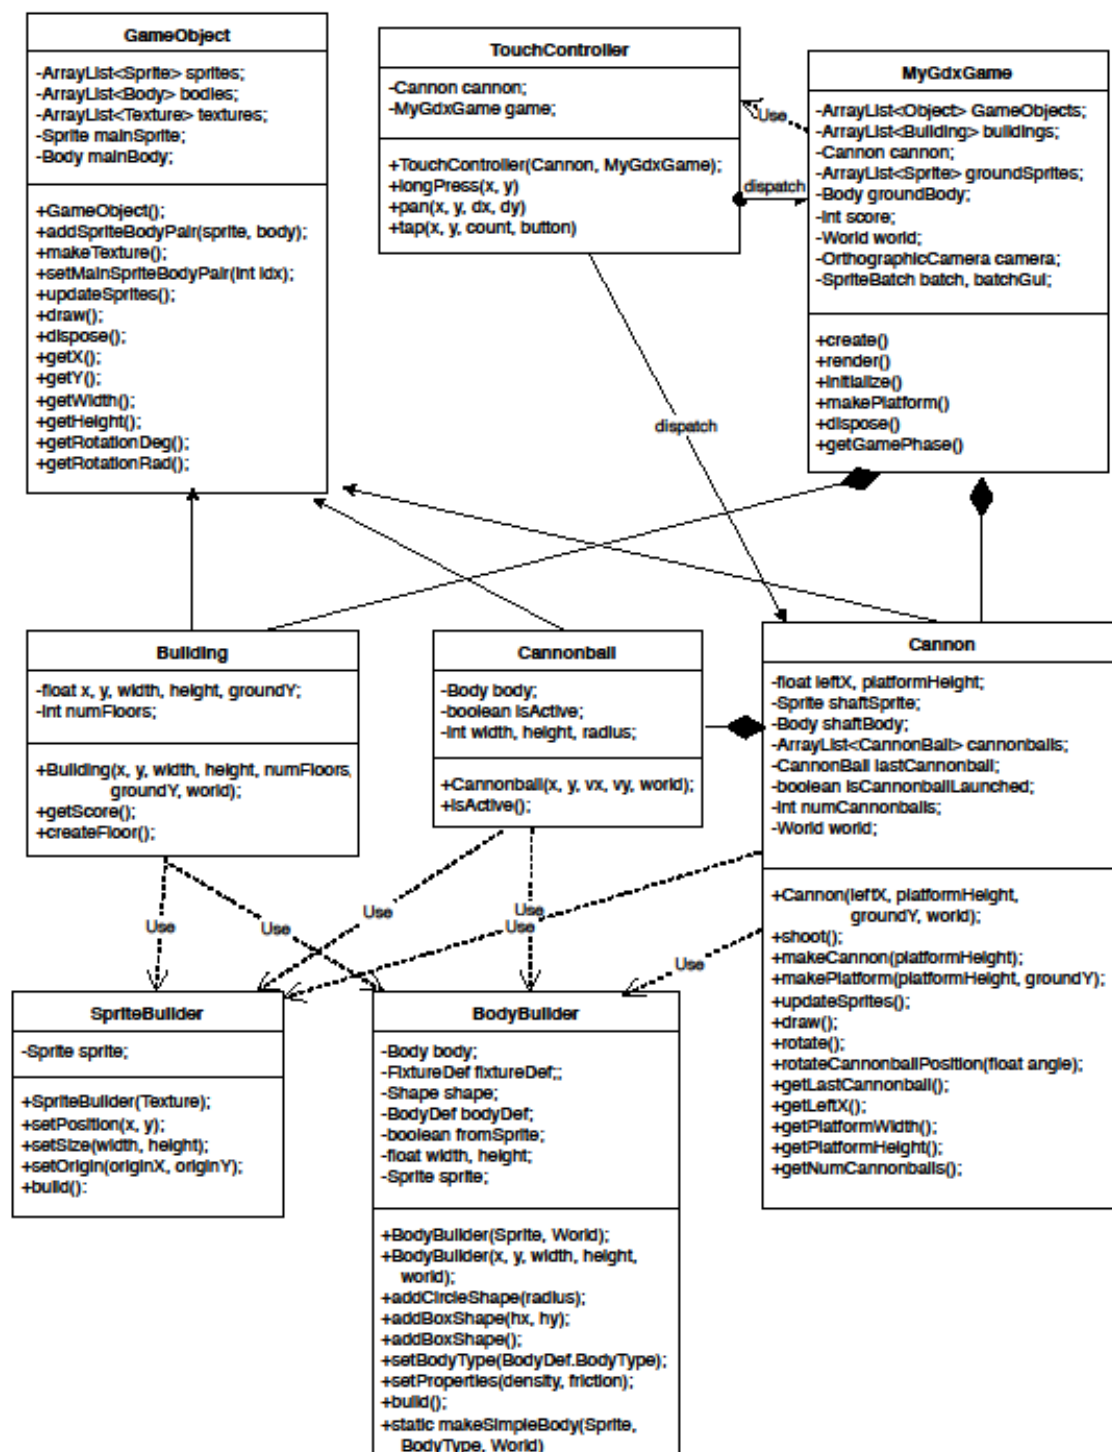 GameObject
-ArrayList<Sprite> sprites;
-ArrayList<Body> bodies;
-ArrayList<Texture> textures;
-Sprite mainSprite;
-Body mainBody;
+GameObject();
+addSpriteBodyPair(sprite, body);
+makeTexture();
+setMainSpriteBodyPair(int idx);
+updateSprites();
+draw();
+dispose();
+getX();
+getY();
+getWidth();
+getHeight();
+getRotationDeg();
+getRotationRad();
TouchController
-Cannon cannon;
-MyGdxGame game;
+TouchController(Cannon, MyGdxGame);
+longPress(x, y)
+pan(x, y, dx, dy)
+tap(x, y, count, button)
Use
dispatch
MyGdxGame
-ArrayList<Object> GameObjects;
-ArrayList<Building> buildings;
-Cannon cannon;
-ArrayList<Sprite> groundSprites;
-Body groundBody;
-int score;
-World world;
-OrthographicCamera camera;
-SpriteBatch batch, batchGui;
+create()
+render()
+initialize()
+makePlatform()
+dispose()
+getGamePhase()
dispatch
Building
-float x, y, width, height, groundY;
-int numFloors;
+Building(x, y, width, height, numFloors,
groundY, world);
+getScore();
+createFloor();
Cannonball
-Body body;
-boolean isActive;
-int width, height, radius;
+Cannonball(x, y, vx, vy, world);
+isActive();
Cannon
-float leftX, platformHeight;
-Sprite shaftSprite;
-Body shaftBody;
-ArrayList<CannonBall> cannonballs;
-CannonBall lastCannonball;
-boolean isCannonballLaunched;
-int numCannonballs;
-World world;
+Cannon(leftX, platformHeight,
groundY, world);
+shoot();
+makeCannon(platformHeight);
+makePlatform(platformHeight, groundY);
+updateSprites();
+draw();
+rotate();
+rotateCannonballPosition(float angle);
+getLastCannonball();
+getLeftX();
+getPlatformWidth();
+getPlatformHeight();
+getNumCannonballs();
Use
Use
Use
Use
Use
Use
SpriteBuilder
-Sprite sprite;
+SpriteBuilder(Texture);
+setPosition(x, y);
+setSize(width, height);
+setOrigin(originX, originY);
+build():
BodyBuilder
-Body body;
-FixtureDef fixtureDef;;
-Shape shape;
-BodyDef bodyDef;
-boolean fromSprite;
-float width, height;
-Sprite sprite;
+BodyBuilder(Sprite, World);
+BodyBuilder(x, y, width, height,
world);
+addCircleShape(radius);
+addBoxShape(hx, hy);
+addBoxShape();
+setBodyType(BodyDef.BodyType);
+setProperties(density, friction);
+build();
+static makeSimpleBody(Sprite,
BodyType, World)